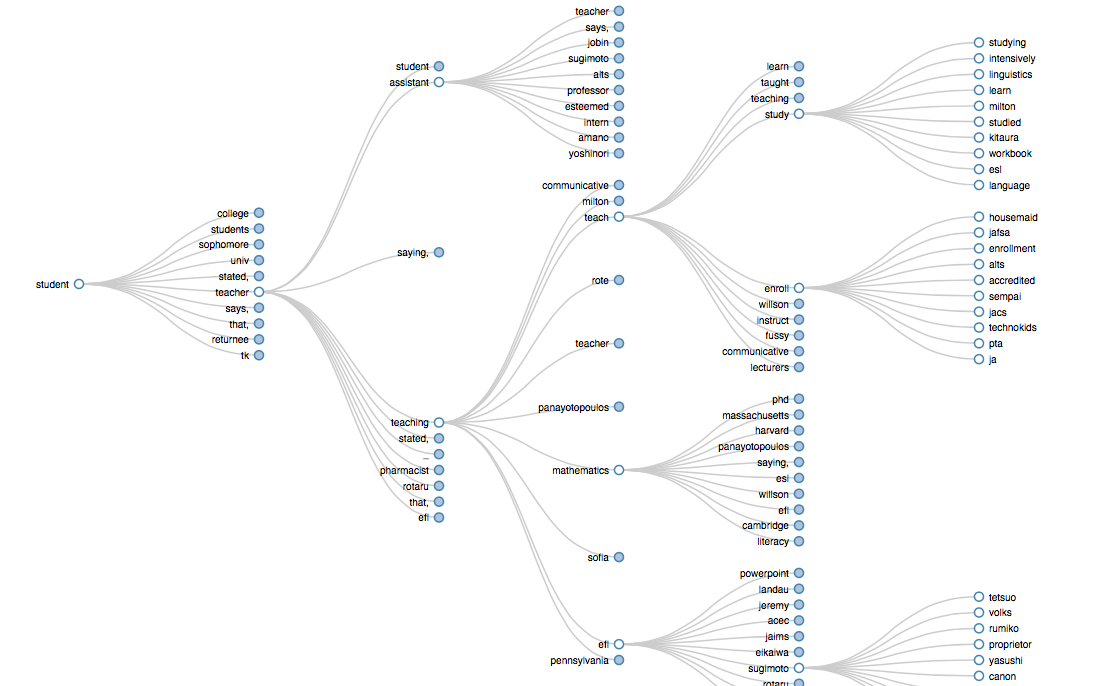 student
college
students
sophomore
univ
stated,
teacher
says,
that,
returnee
tk
student
assistant
saying,
teaching
stated,
_
pharmacist
rotaru
that,
efl
teacher
says,
jobin
sugimoto
alts
professor
esteemed
intern
amano
yoshinori
communicative
milton
teach
rote
teacher
panayotopoulos
mathematics
sofia
efl
pennsylvania
learn
taught
teaching
study
enroll
willson
instruct
fussy
communicative
lecturers
phd
massachusetts
harvard
panayotopoulos
saying,
esl
willson
efl
cambridge
literacy
powerpoint
landau
jeremy
acec
jaims
eikaiwa
sugimoto
rotaru
studying
intensively
linguistics
learn
milton
studied
kitaura
workbook
esl
language
housemaid
jafsa
enrollment
alts
accredited
sempai
jacs
technokids
pta
ja
tetsuo
volks
rumiko
proprietor
yasushi
canon